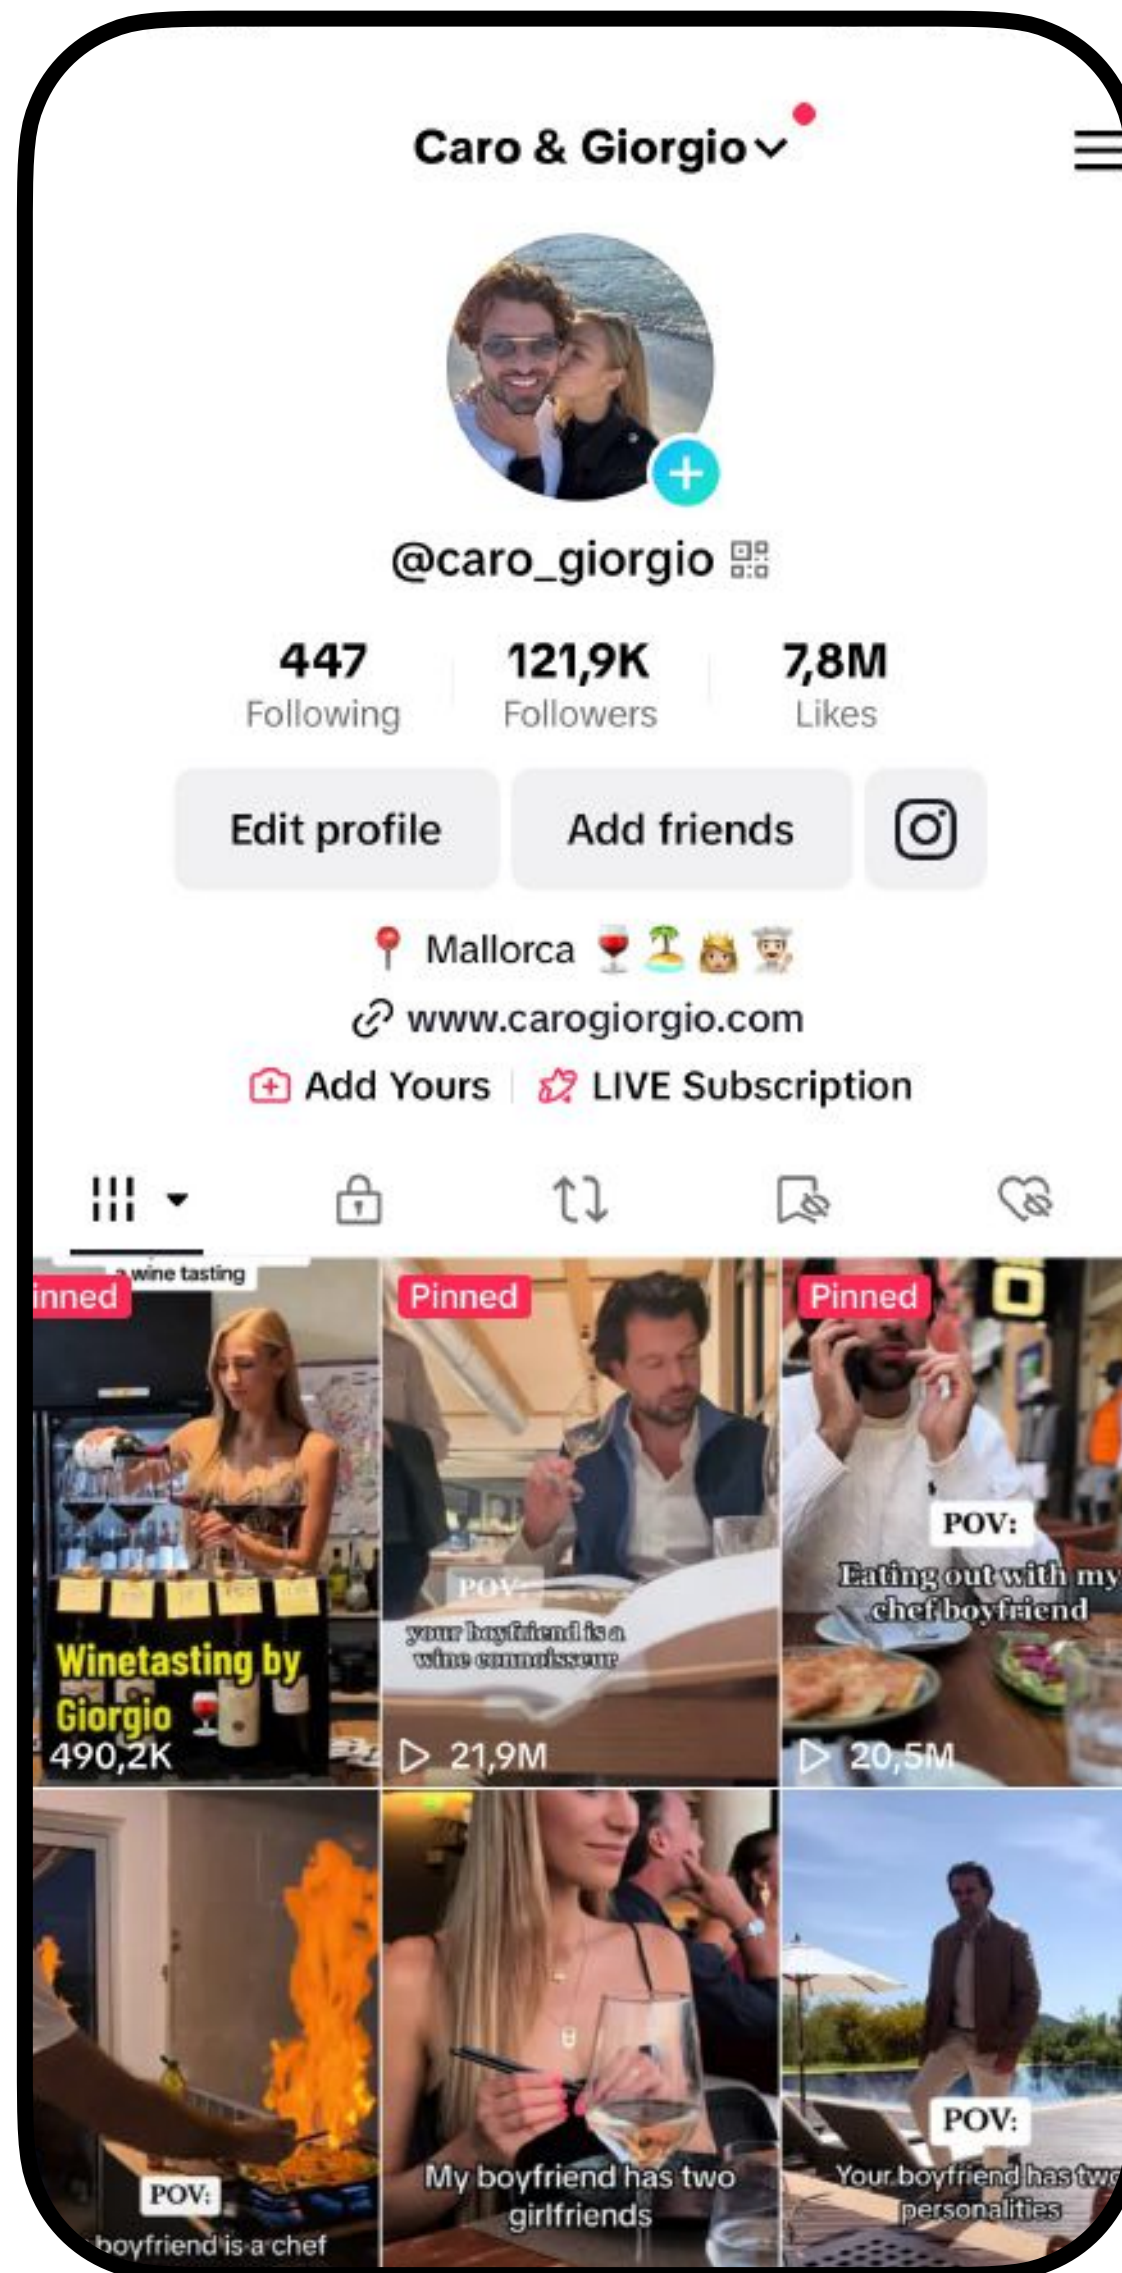 Caro & Giorgio
@caro_giorgio
447 121,9K 7,8M
Following Followers Likes
Edit profile Add friends
Mallorca
www.carogiorgio.com
Add Yours LIVE Subscription
a wine tasting
inned
Winetasting by
Giorgio
490,2K
Pinned
POV:
your boyfriend is a
wine connoisseur
21,9M
Pinned
POV:
Eating out with my
chef boyfriend
20,5M
POV:
boyfriend is a chef
My boyfriend has two
girlfriends
POV:
Your boyfriend has two
personalities